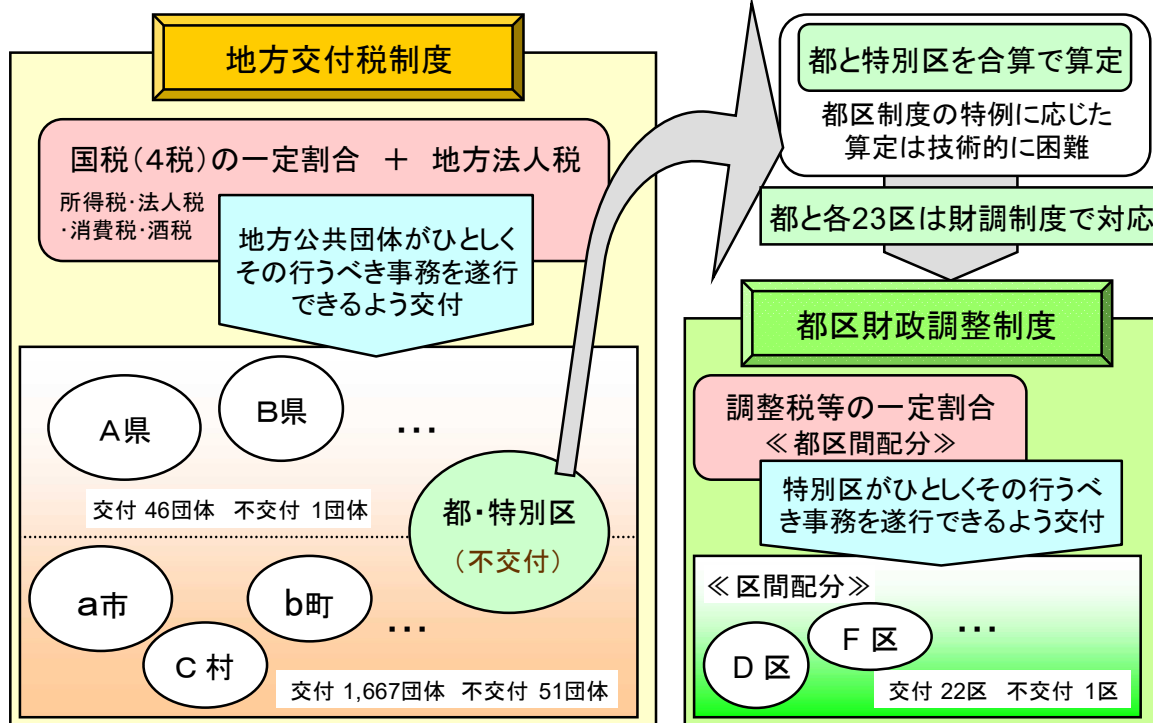 地方交付税制度
国税(4税)の一定割合 + 地方法人税
所得税・法人税
・消費税・酒税
地方公共団体がひとしく
その行うべき事務を遂行
できるよう交付
A県
B県
…
交付 46団体 不交付 1団体
都・特別区
(不交付)
a市
b町
…
C 村
交付 1,667団体 不交付 51団体
都と特別区を合算で算定
都区制度の特例に応じた
算定は技術的に困難
都と各23区は財調制度で対応
都区財政調整制度
調整税等の一定割合
≪都区間配分≫
特別区がひとしくその行うべ
き事務を遂行できるよう交付
≪区間配分≫
D 区
F 区
…
交付 22区 不交付 1区